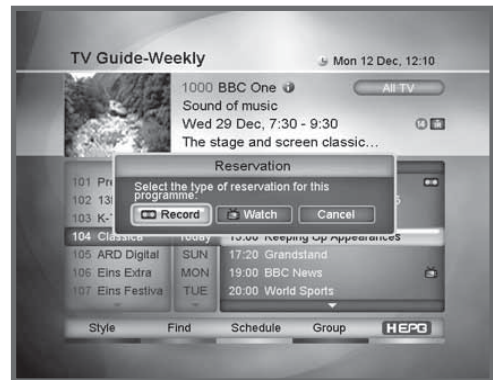 TV Guide-Weekly
Mon 12 Dec, 12:10
1000 BBC One
All TV
Sound of music
Wed 29 Dec, 7:30 - 9:30
The stage and screen classic...
Reservation
Select the type of reservation for this
programme.
Record Watch Cancel
101
102
103 K-
104 Classica Today 15:00 Keeping Up Appearances
105 ARD Digital SUN 17:20 Grandstand
106 Eins Extra MON 19:00 BBC News
107 Eins Festiva TUE 20:00 World Sports
Style Find Schedule Group HEPG